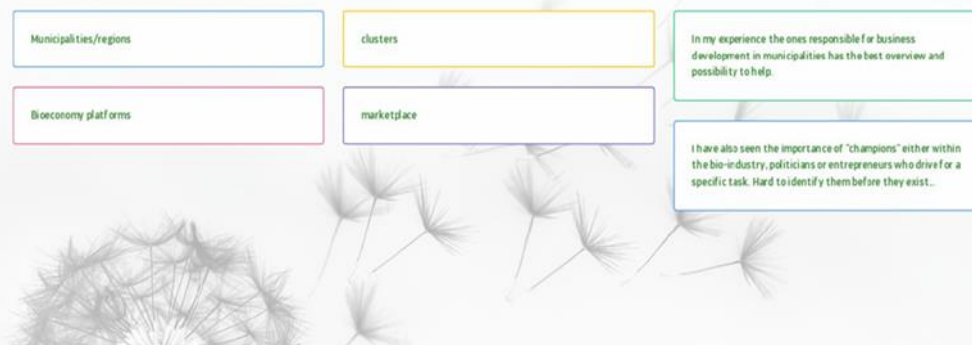 Municipalities/regions
Bioeconomy platforms
clusters
marketplace
In my experience the ones responsible for business
development in municipalities has the best overview and
possibility to help.
I have also seen the importance of "champions" either within
the bio-industry, politicians or entrepreneurs who drive for a
specific task. Hard to identify them before they exist..